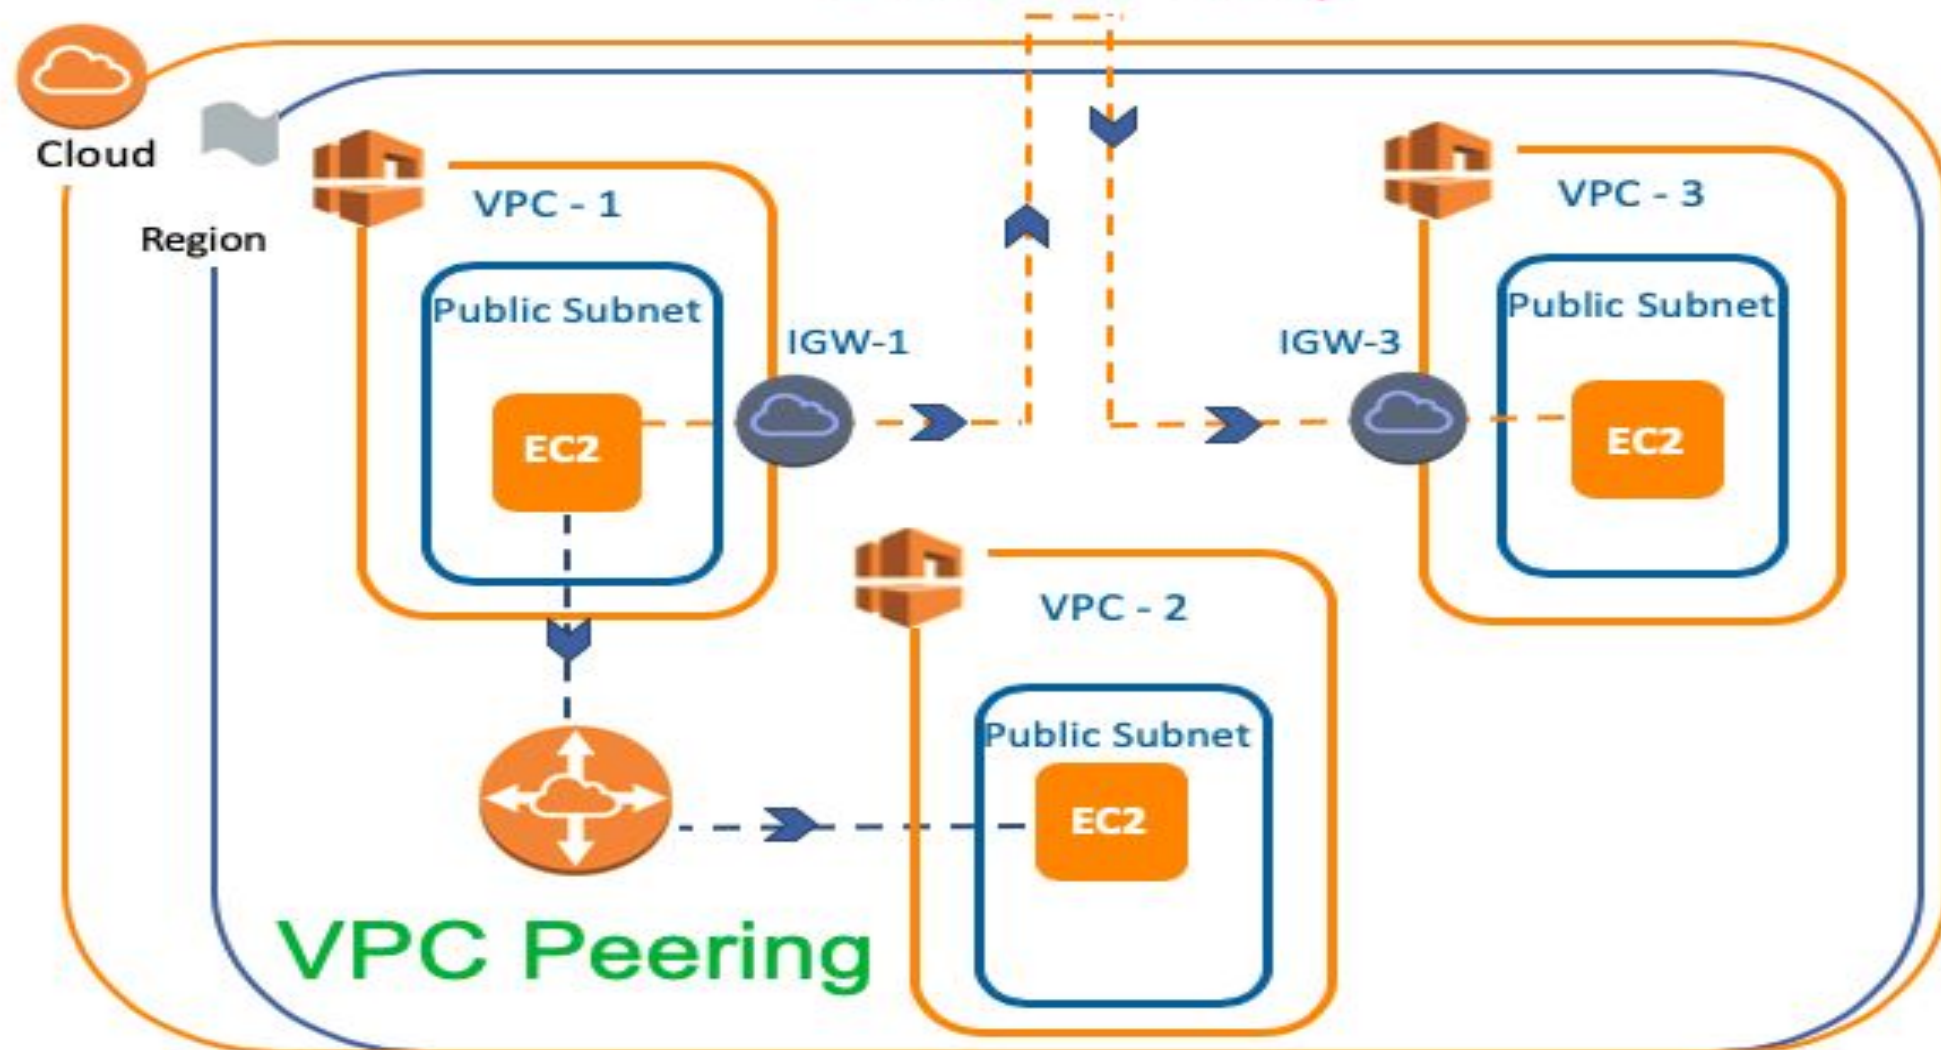 Cloud
Region
VPC - 1
VPC - 3
Public Subnet
Public Subnet
IGW-1
IGW-3
EC2
EC2
VPC - 2
Public Subnet
EC2
VPC Peering